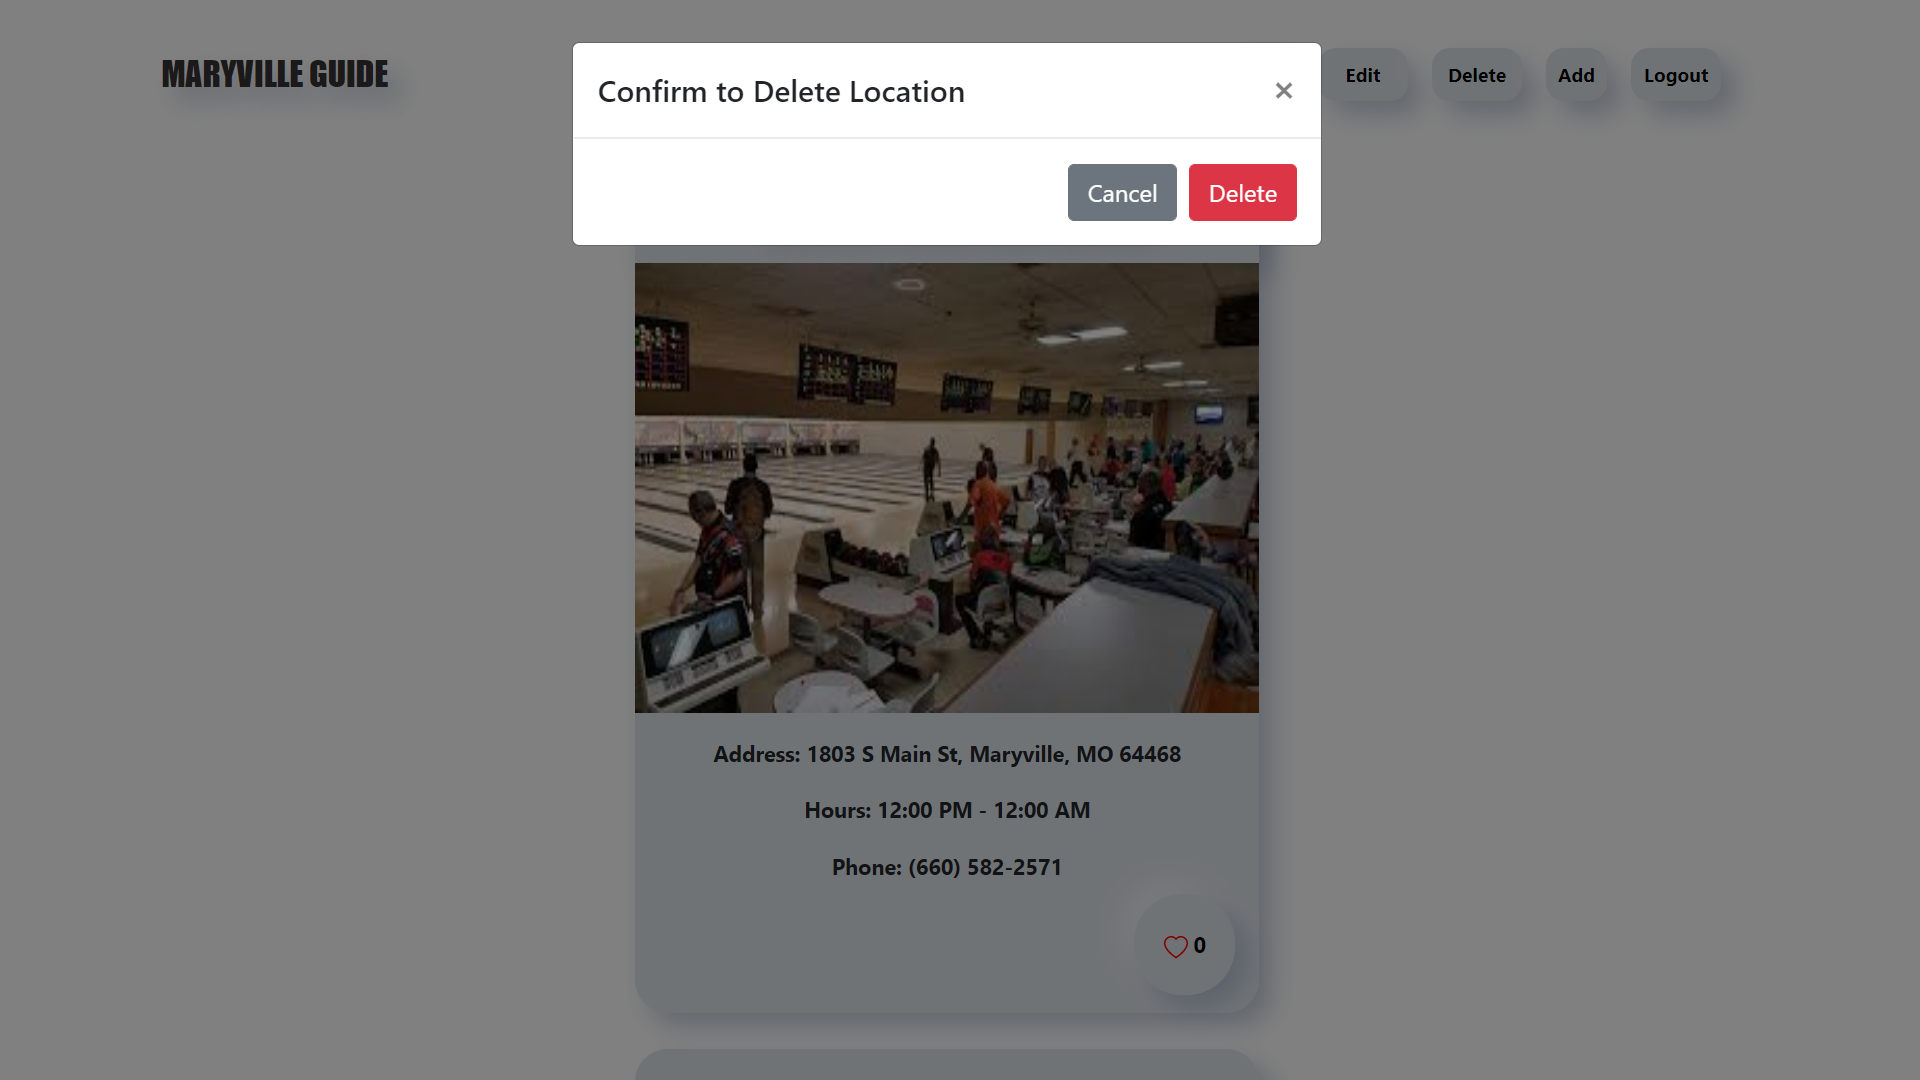 MARYVILLE GUIDE
Edit
Delete
Add
Logout
Confirm to Delete Location
×
Cancel
Delete
Address: 1803 S Main St, Maryville, MO 64468
Hours: 12:00 PM - 12:00 AM
Phone: (660) 582-2571
0